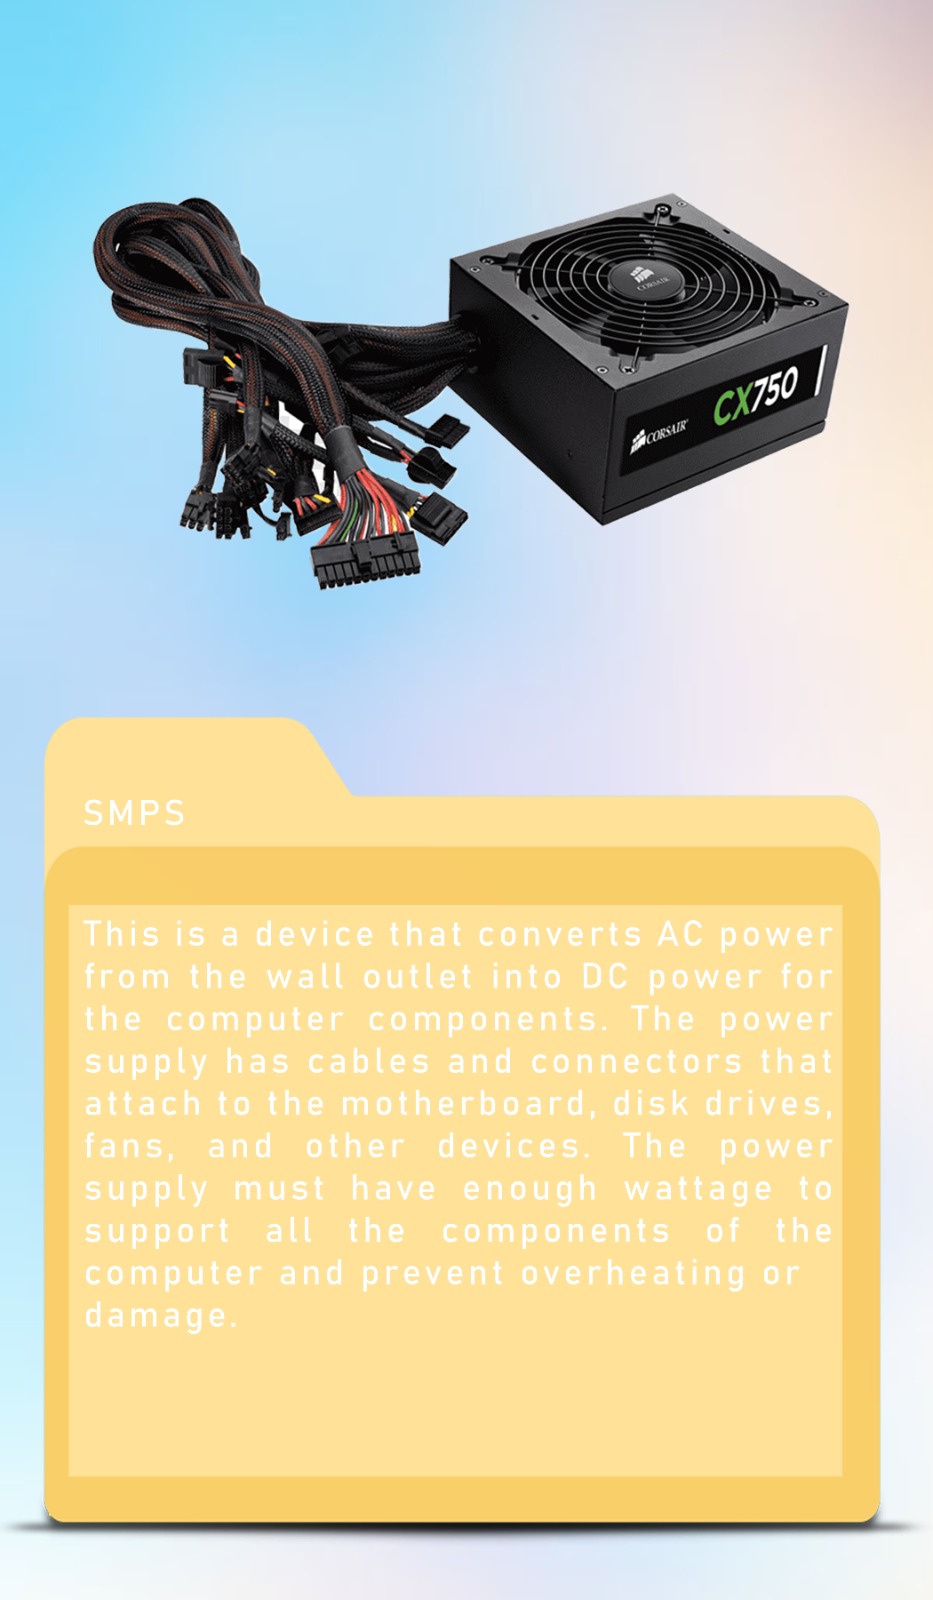 CORSAIR
CORSAIR
CX750
SMPS
This is a device that converts AC power
from the wall outlet into DC power for
the computer components. The power
supply has cables and connectors that
attach to the motherboard, disk drives,
fans, and other devices. The power
supply must have enough wattage to
support all the components of the
computer and prevent overheating or
damage.